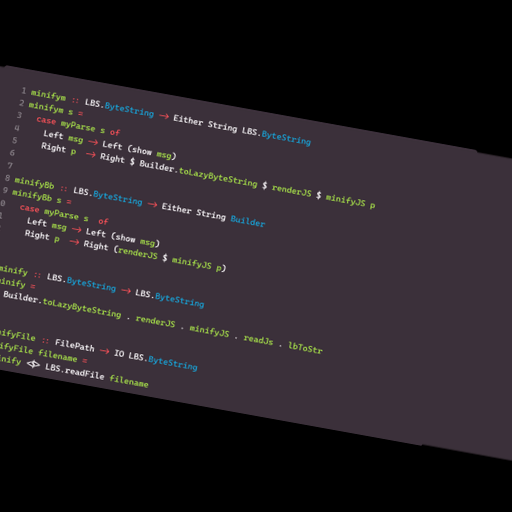 1 minifym :: LBS.ByteString → Either String LBS.ByteString
2 minifym s =
3 case myParse s of
4 Left msg → Left (show msg)
5 Right p → Right $ Builder.toLazyByteString $ renderJS $ minifyJS p
6
7
8 minifyBb :: LBS.ByteString → Either String Builder
9 minifyBb s =
0 case myParse s of
Left msg → Left (show msg)
Right p → Right (renderJS $ minifyJS p)
inify :: LBS.ByteString → LBS.ByteString
inify =
Builder.toLazyByteString . renderJS . minifyJS . readJs . lbToStr
ifyFile :: FilePath → IO LBS.ByteString
ifyFile filename =
inify <$> LBS.readFile filename